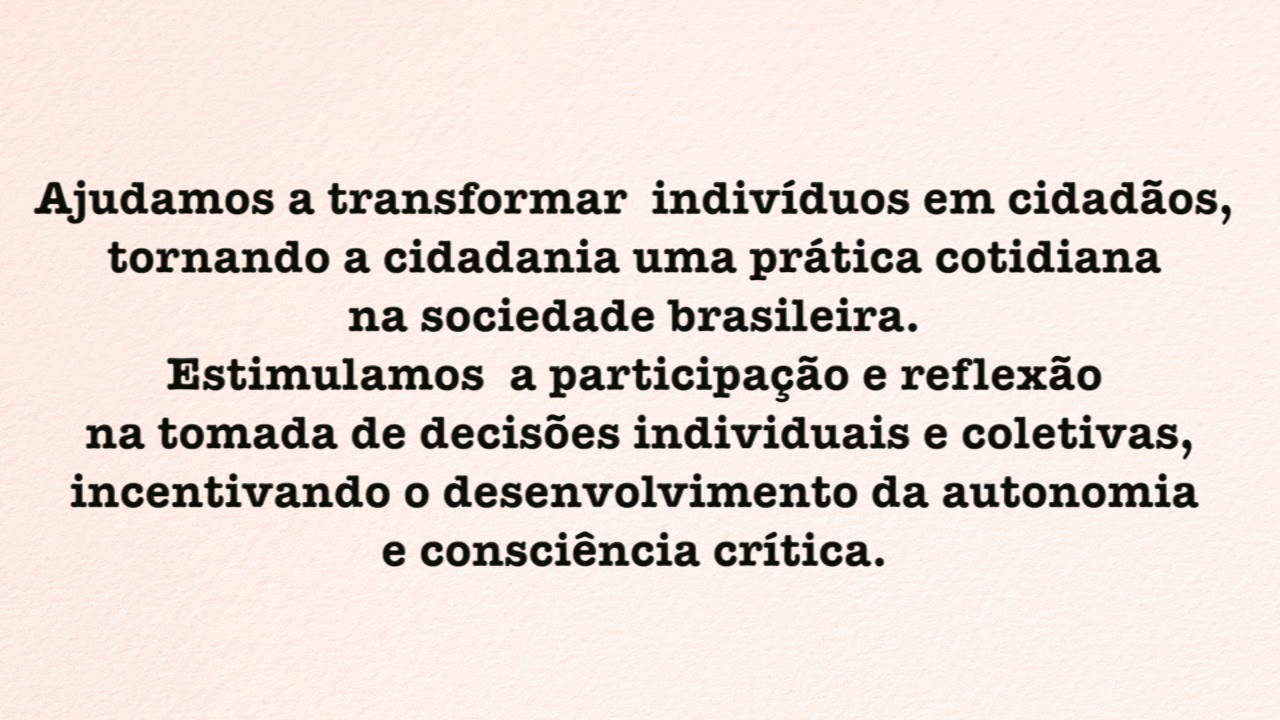 Ajudamos a transformar  indivíduos em cidadãos,
tornando a cidadania uma prática cotidiana
na sociedade brasileira.
Estimulamos  a participação e reflexão
na tomada de decisões individuais e coletivas,
incentivando o desenvolvimento da autonomia
e consciência crítica.